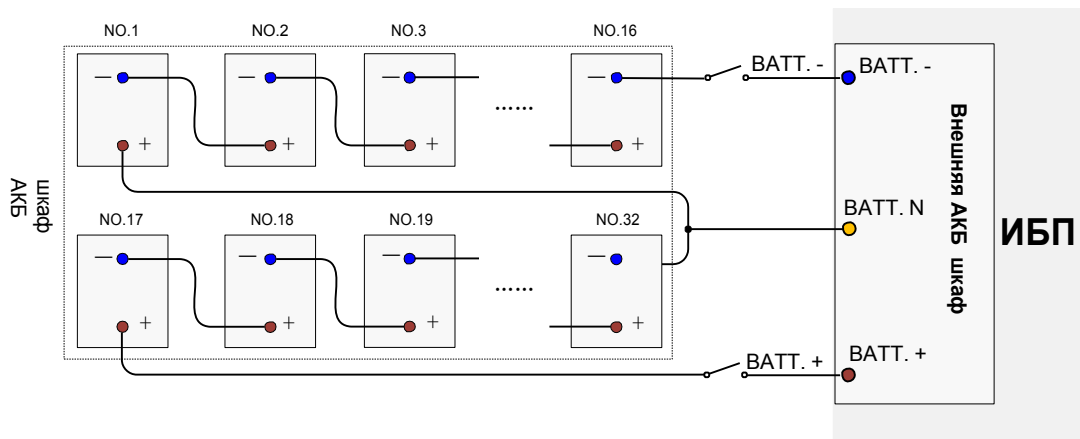 NO.1 NO.2 NO.3 NO.16
— — — —
BATT. - BATT. -
……
+ + + +
шкаф
АКБ
NO.17 NO.18 NO.19 NO.32
BATT. N
— — — —
……
+ + + +
BATT. + BATT. +
Внешняя АКБ шкаф
ИБП